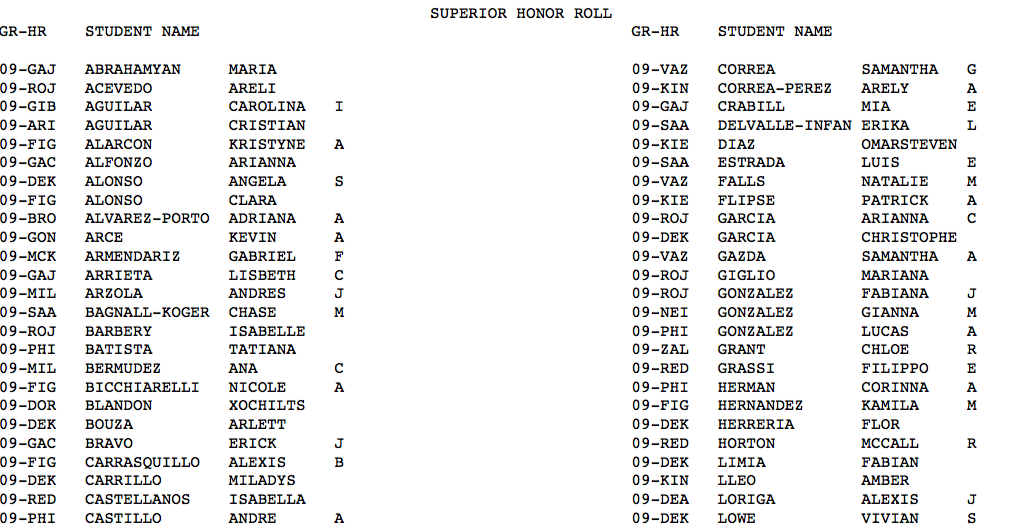 SUPERIOR HONOR ROLL
GR-HR STUDENT NAME
09-GAJ ABRAHAMYAN MARIA
09-ROJ ACEVEDO ARELI
09-GIB AGUILAR CAROLINA I
09-ARI AGUILAR CRISTIAN
09-FIG ALARCON KRISTYNE A
09-GAC ALFONZO ARIANNA
09-DEK ALONSO ANGELA S
09-FIG ALONSO CLARA
09-BRO ALVAREZ-PORTO ADRIANA A
09-GON ARCE KEVIN A
09-MCK ARMENDARIZ GABRIEL F
09-GAJ ARRIETA LISBETH C
09-MIL ARZOLA ANDRES J
09-SAA BAGNALL-KOGER CHASE M
09-ROJ BARBERY ISABELLE
09-PHI BATISTA TATIANA
09-MIL BERMUDEZ ANA C
09-FIG BICCHIARELLI NICOLE A
09-DOR BLANDON XOCHILTS
09-DEK BOUZA ARLETT
09-GAC BRAVO ERICK J
09-FIG CARRASQUILLO ALEXIS B
09-DEK CARRILLO MILADYS
09-RED CASTELLANOS ISABELLA
09-PHI CASTILLO ANDRE A
GR-HR STUDENT NAME
09-VAZ CORREA SAMANTHA G
09-KIN CORREA-PEREZ ARELY A
09-GAJ CRABILL MIA E
09-SAA DELVALLE-INFAN ERIKA L
09-KIE DIAZ OMARSTEVEN
09-SAA ESTRADA LUIS E
09-VAZ FALLS NATALIE M
09-KIE FLIPSE PATRICK A
09-ROJ GARCIA ARIANNA C
09-DEK GARCIA CHRISTOPHE
09-VAZ GAZDA SAMANTHA A
09-ROJ GIGLIO MARIANA
09-ROJ GONZALEZ FABIANA J
09-NEI GONZALEZ GIANNA M
09-PHI GONZALEZ LUCAS A
09-ZAL GRANT CHLOE R
09-RED GRASSI FILIPPO E
09-PHI HERMAN CORINNA A
09-FIG HERNANDEZ KAMILA M
09-DEK HERRERIA FLOR
09-RED HORTON MCCALL R
09-DEK LIMIA FABIAN
09-KIN LLEO AMBER
09-DEA LORIGA ALEXIS J
09-DEK LOWE VIVIAN S